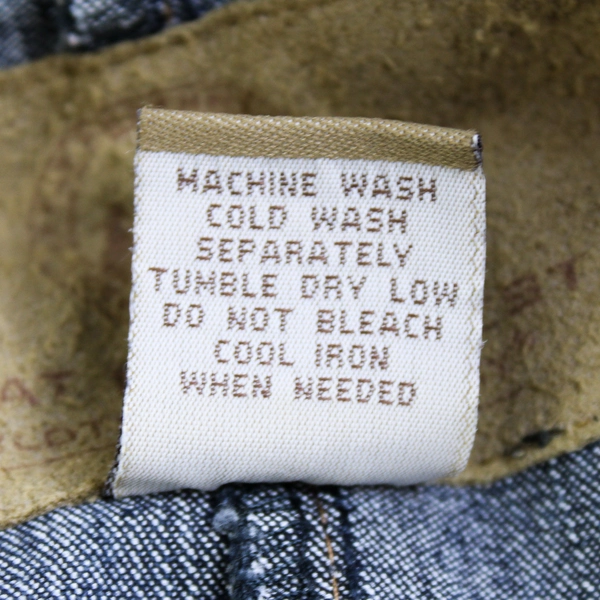 MACHINE WASH
COLD WASH
SEPARATELY
TUMBLE DRY LOW
DO NOT BLEACH
COOL IRON
WHEN NEEDED